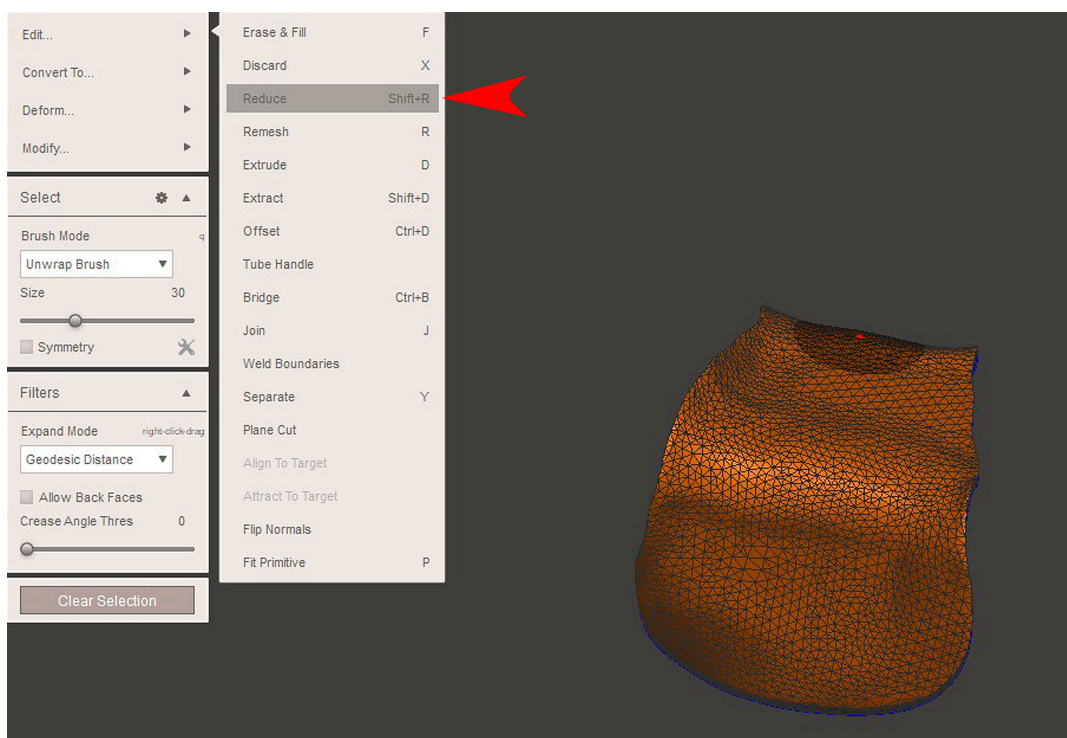 Edit...
Convert To...
Deform...
Modify...
Select
Brush Mode q
Unwrap Brush
Size 30
Symmetry
Filters
Expand Mode right-click-drag
Geodesic Distance
Allow Back Faces
Crease Angle Thres 0
Clear Selection
Erase & Fill F
Discard X
Reduce Shift+R
Remesh R
Extrude D
Extract Shift+D
Offset Ctrl+D
Tube Handle
Bridge Ctrl+B
Join J
Weld Boundaries
Separate Y
Plane Cut
Align To Target
Attract To Target
Flip Normals
Fit Primitive P